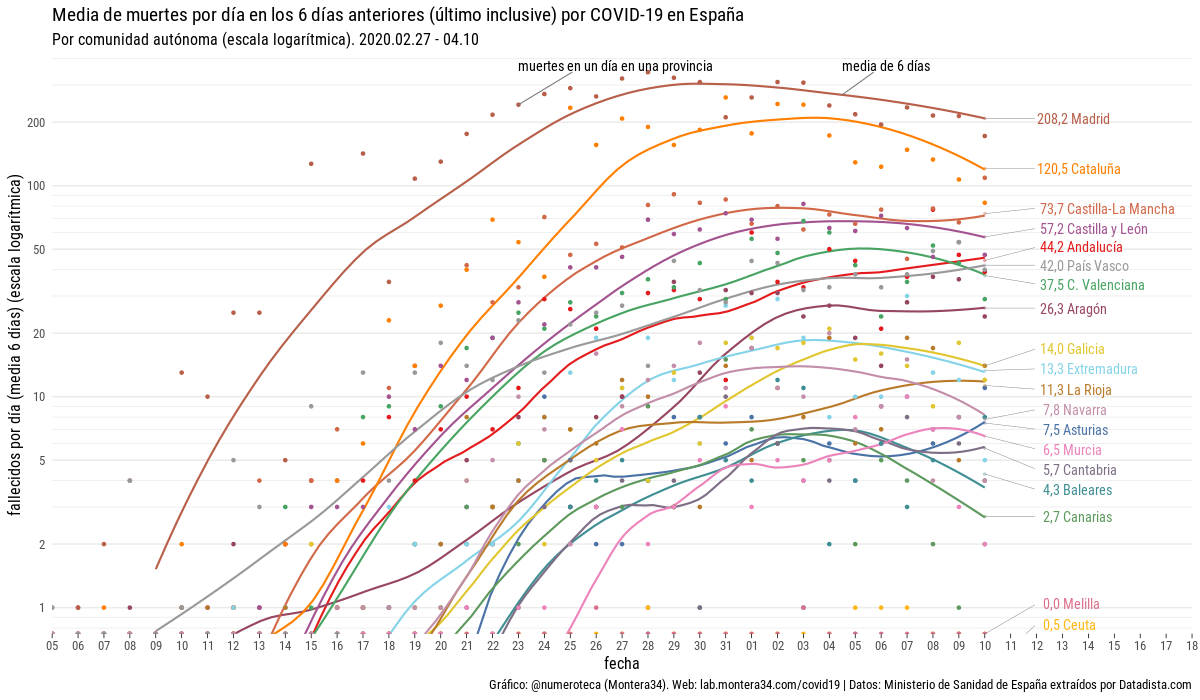 Media de muertes por día en los 6 días anteriores (último inclusive) por COVID-19 en España
Por comunidad autónoma (escala logarítmica). 2020.02.27 - 04.10
muertes en un día en una provincia
media de 6 días
fallecidos por día (media 6 días) (escala logarítmica)
200
100
50
20
10
5
2
1
208,2 Madrid
120,5 Cataluña
73,7 Castilla-La Mancha
57,2 Castilla y León
44,2 Andalucía
42,0 País Vasco
37,5 C. Valenciana
26,3 Aragón
14,0 Galicia
13,3 Extremadura
11,3 La Rioja
7,8 Navarra
7,5 Asturias
6,5 Murcia
5,7 Cantabria
4,3 Baleares
2,7 Canarias
0,0 Melilla
0,5 Ceuta
05 06 07 08 09 10 11 12 13 14 15 16 17 18 19 20 21 22 23 24 25 26 27 28 29 30 31 01 02 03 04 05 06 07 08 09 10 11 12 13 14 15 16 17 18
fecha
Gráfico: @numeroteca (Montera34). Web: lab.montera34.com/covid19 | Datos: Ministerio de Sanidad de España extraídos por Datadista.com